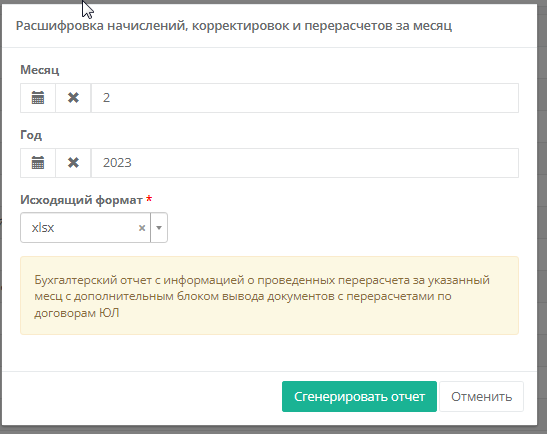 Расшифровка начислений, корректировок и перерасчетов за месяц
Месяц
2
Год
2023
Исходящий формат *
xlsx
Бухгалтерский отчет с информацией о проведенных перерасчета за указанный
месц с дополнительным блоком вывода документов с перерасчетами по
договорам ЮЛ
Сгенерировать отчет Отменить